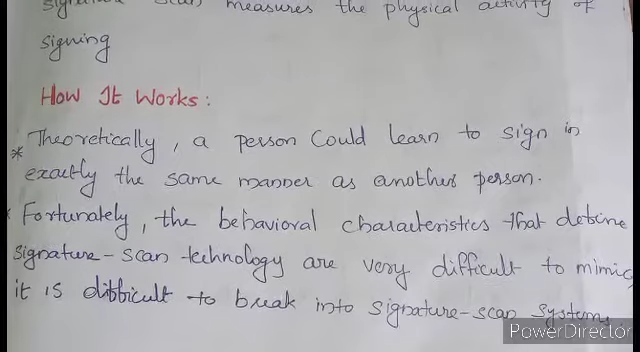 signature scan measures the physical activity of
signing
How It Works:
* Theoretically, a person Could learn to sign in
exactly the same manner as another person.
* Fortunately, the behavioral characteristics that define
signature-scan technology are very difficult to mimic
it is difficult to break into signature-scan system.
PowerDirector